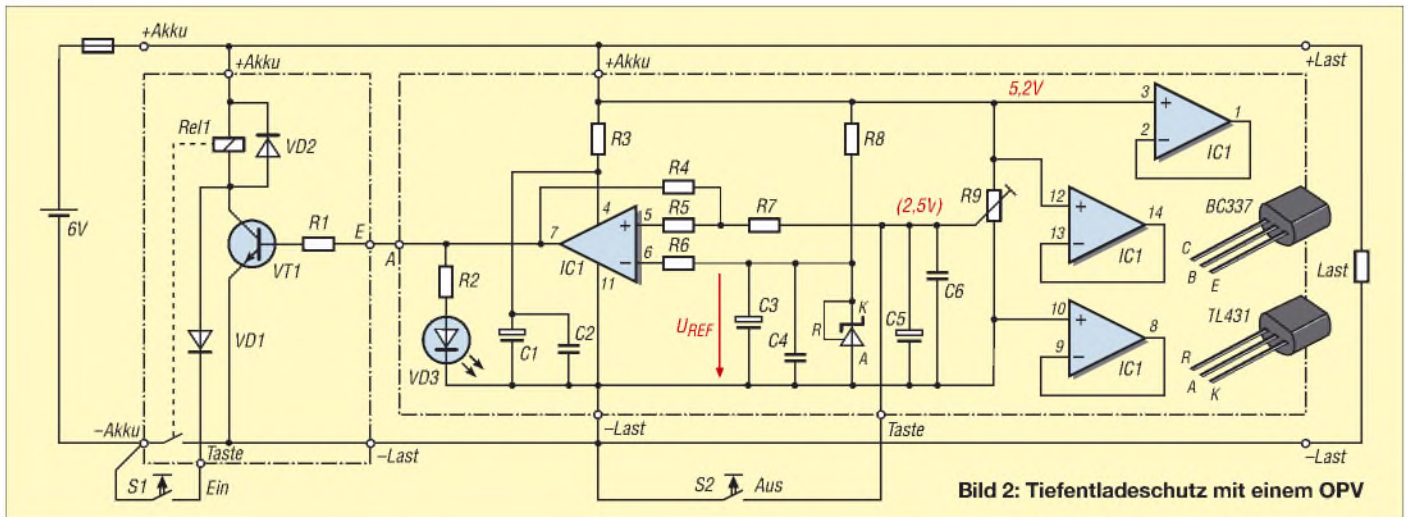 +Akku
+Akku
+Akku
+Last
Rel1
VD2
R3
R8
5,2V
3
+
2
−
1
IC1
R4
R5
R7
(2,5V)
R9
12
+
13
−
14
IC1
BC337
C
B
E
6V
R1
E
A
VT1
7
4
5
+
6
−
11
IC1
R6
R2
VD3
C1
C2
UREF
C3
C4
R
K
A
C5
C6
10
+
9
−
8
IC1
TL431
R
A
K
Last
VD1
−Akku
Taste
−Last
−Last
Taste
−Last
S1
Ein
S2
Aus
Bild 2: Tiefentladeschutz mit einem OPV